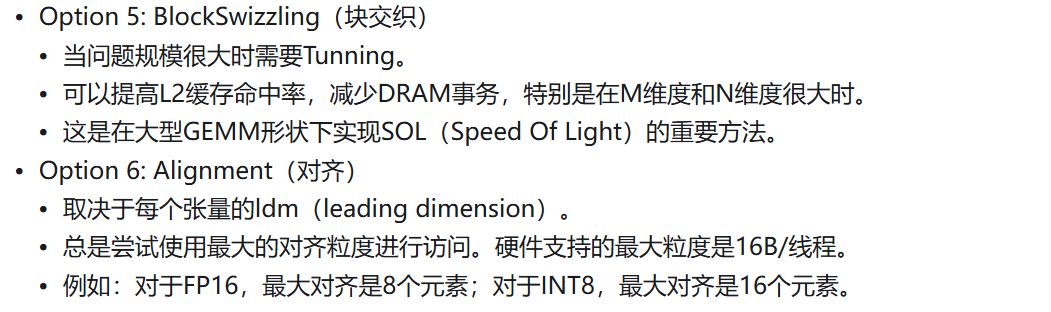 • Option 5: BlockSwizzling（块交织）
• 当问题规模很大时需要Tunning。
• 可以提高L2缓存命中率，减少DRAM事务，特别是在M维度和N维度很大时。
• 这是在大型GEMM形状下实现SOL（Speed Of Light）的重要方法。
• Option 6: Alignment（对齐）
• 取决于每个张量的ldm（leading dimension）。
• 总是尝试使用最大的对齐粒度进行访问。硬件支持的最大粒度是16B/线程。
• 例如：对于FP16，最大对齐是8个元素；对于INT8，最大对齐是16个元素。